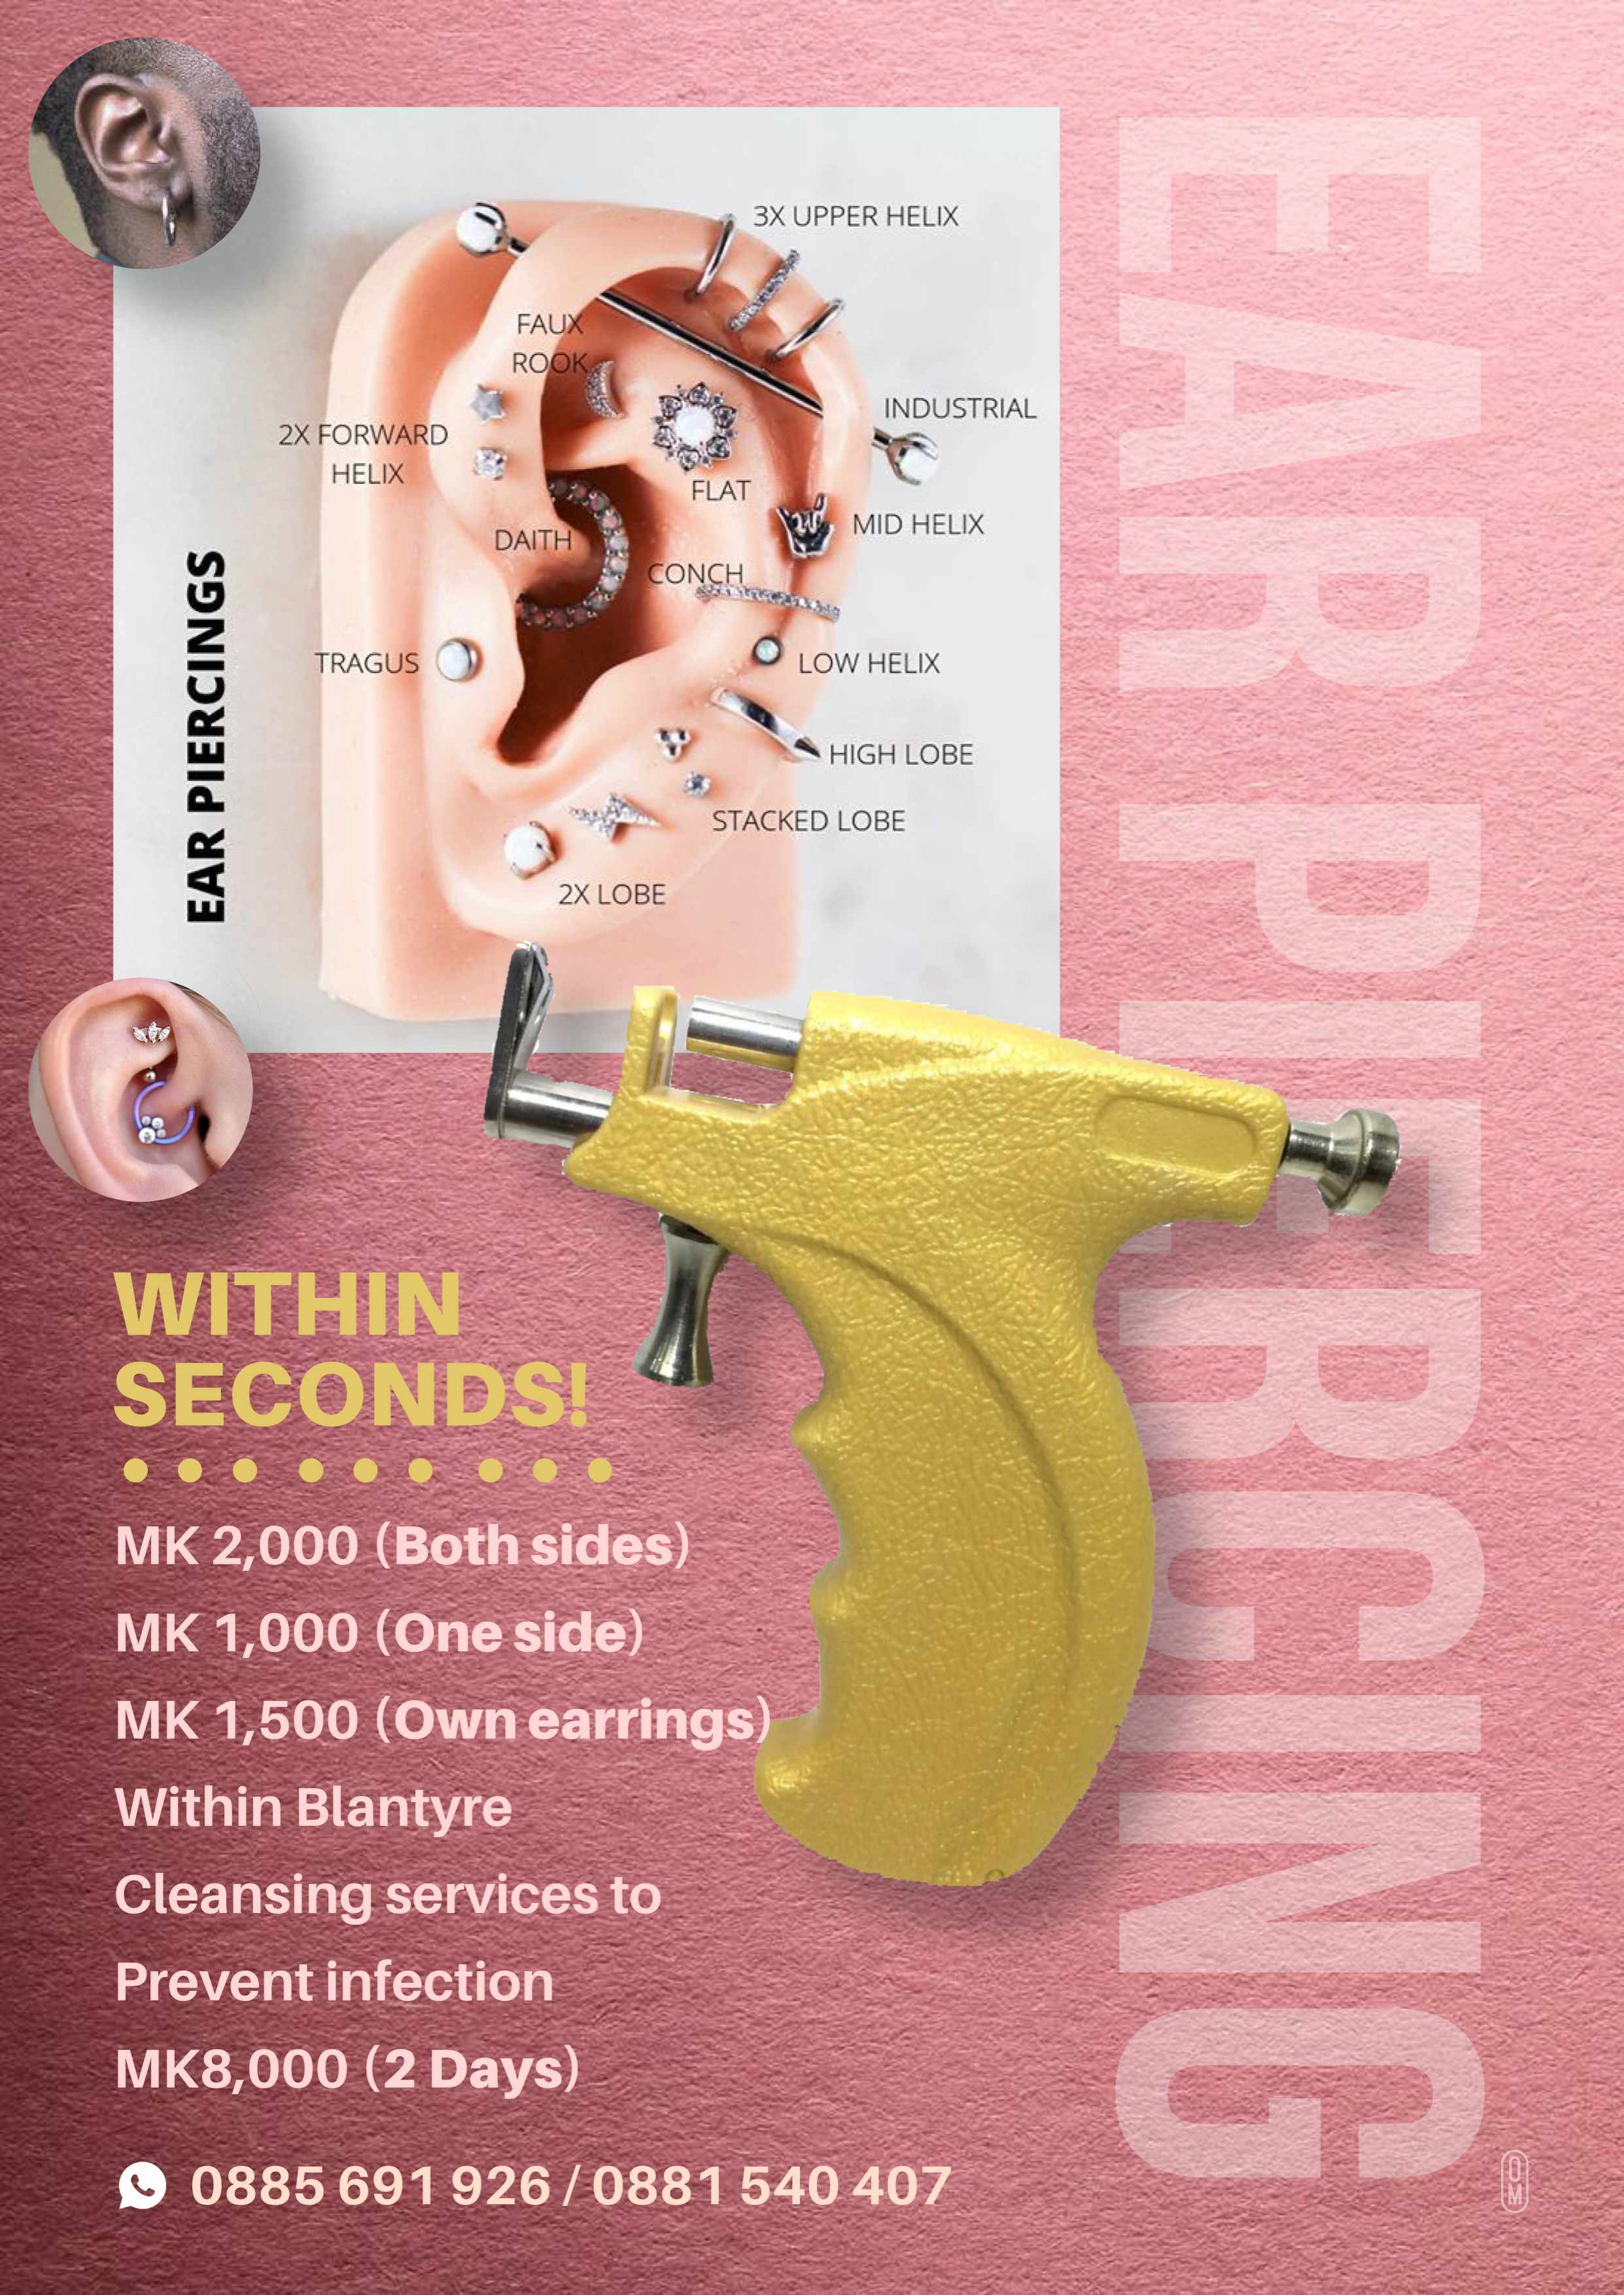 EAR PIERCING
EAR PIERCINGS
3X UPPER HELIX
FAUX
ROOK
INDUSTRIAL
2X FORWARD
HELIX
FLAT
MID HELIX
DAITH
CONCH
TRAGUS
LOW HELIX
HIGH LOBE
STACKED LOBE
2X LOBE
WITHIN
SECONDS!
MK 2,000 (Both sides)
MK 1,000 (One side)
MK 1,500 (Own earrings)
Within Blantyre
Cleansing services to
Prevent infection
MK8,000 (2 Days)
0885 691 926 / 0881 540 407
OM